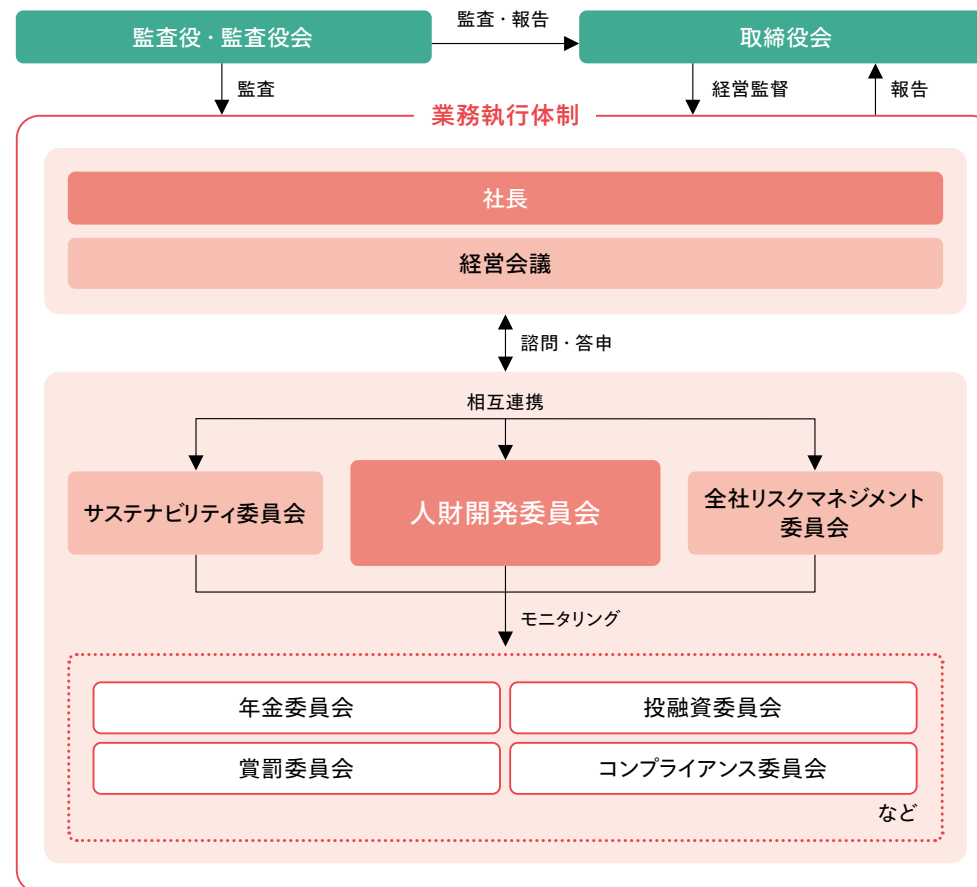 監査役・監査役会
監査・報告
取締役会
監査
経営監督
報告
業務執行体制
社長
経営会議
諮問・答申
相互連携
サステナビリティ委員会
人財開発委員会
全社リスクマネジメント
委員会
モニタリング
年金委員会
投融資委員会
賞罰委員会
コンプライアンス委員会
など